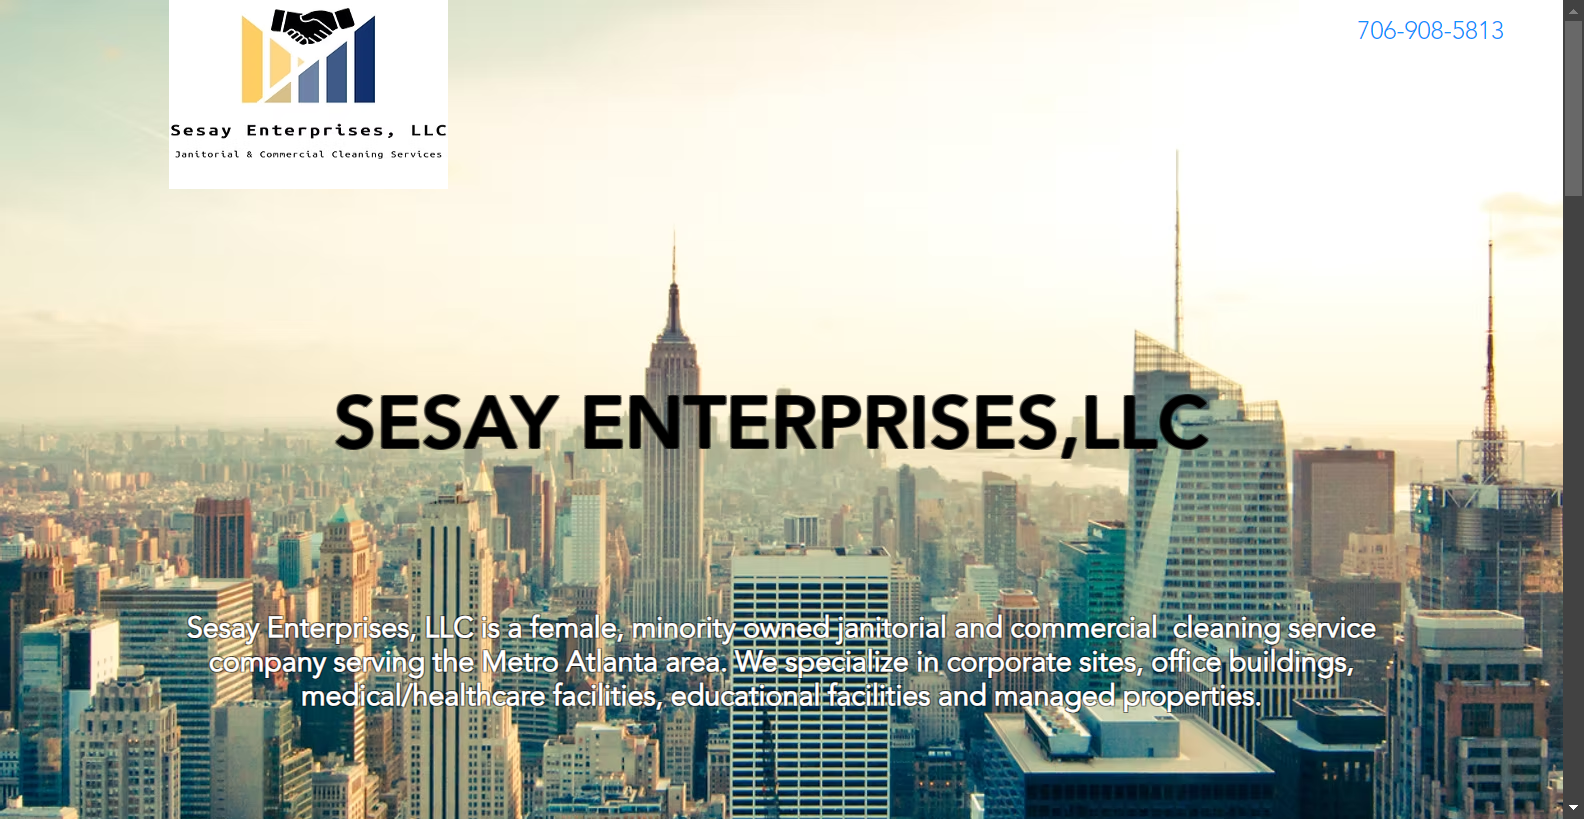 706-908-5813
Sesay Enterprises, LLC
Janitorial & Commercial Cleaning Services
SESAY ENTERPRISES,LLC
Sesay Enterprises, LLC is a female, minority owned janitorial and commercial  cleaning service
company serving the Metro Atlanta area. We specialize in corporate sites, office buildings,
medical/healthcare facilities, educational facilities and managed properties.